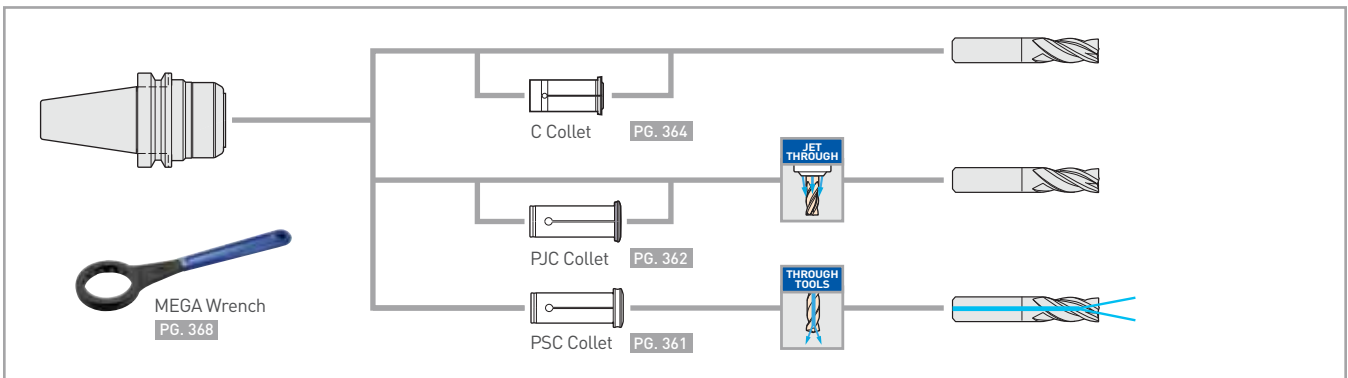 C Collet PG. 364
JET
THROUGH
PJC Collet PG. 362
MEGA Wrench
PG. 368
THROUGH
TOOLS
PSC Collet PG. 361